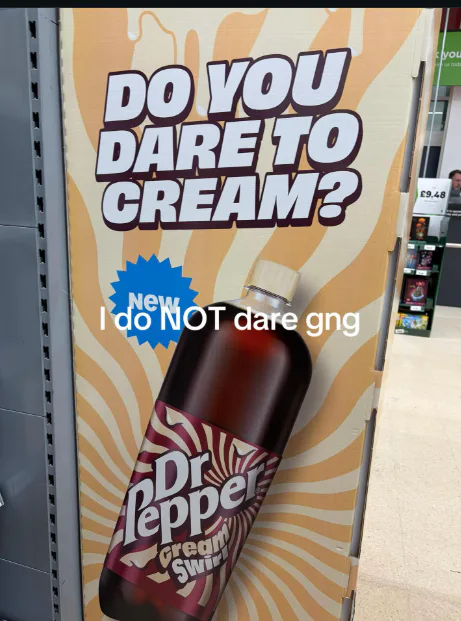 DO YOU
DARE TO
CREAM?
£9.48
New
I do NOT dare gng
Dr
Pepper
Cream
Swirl